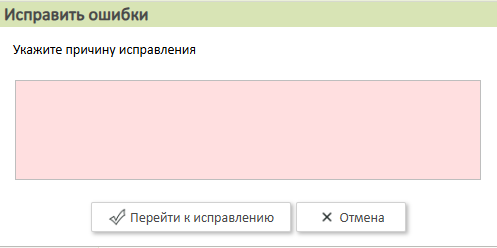 Исправить ошибки
Укажите причину исправления
Перейти к исправлению
Отмена